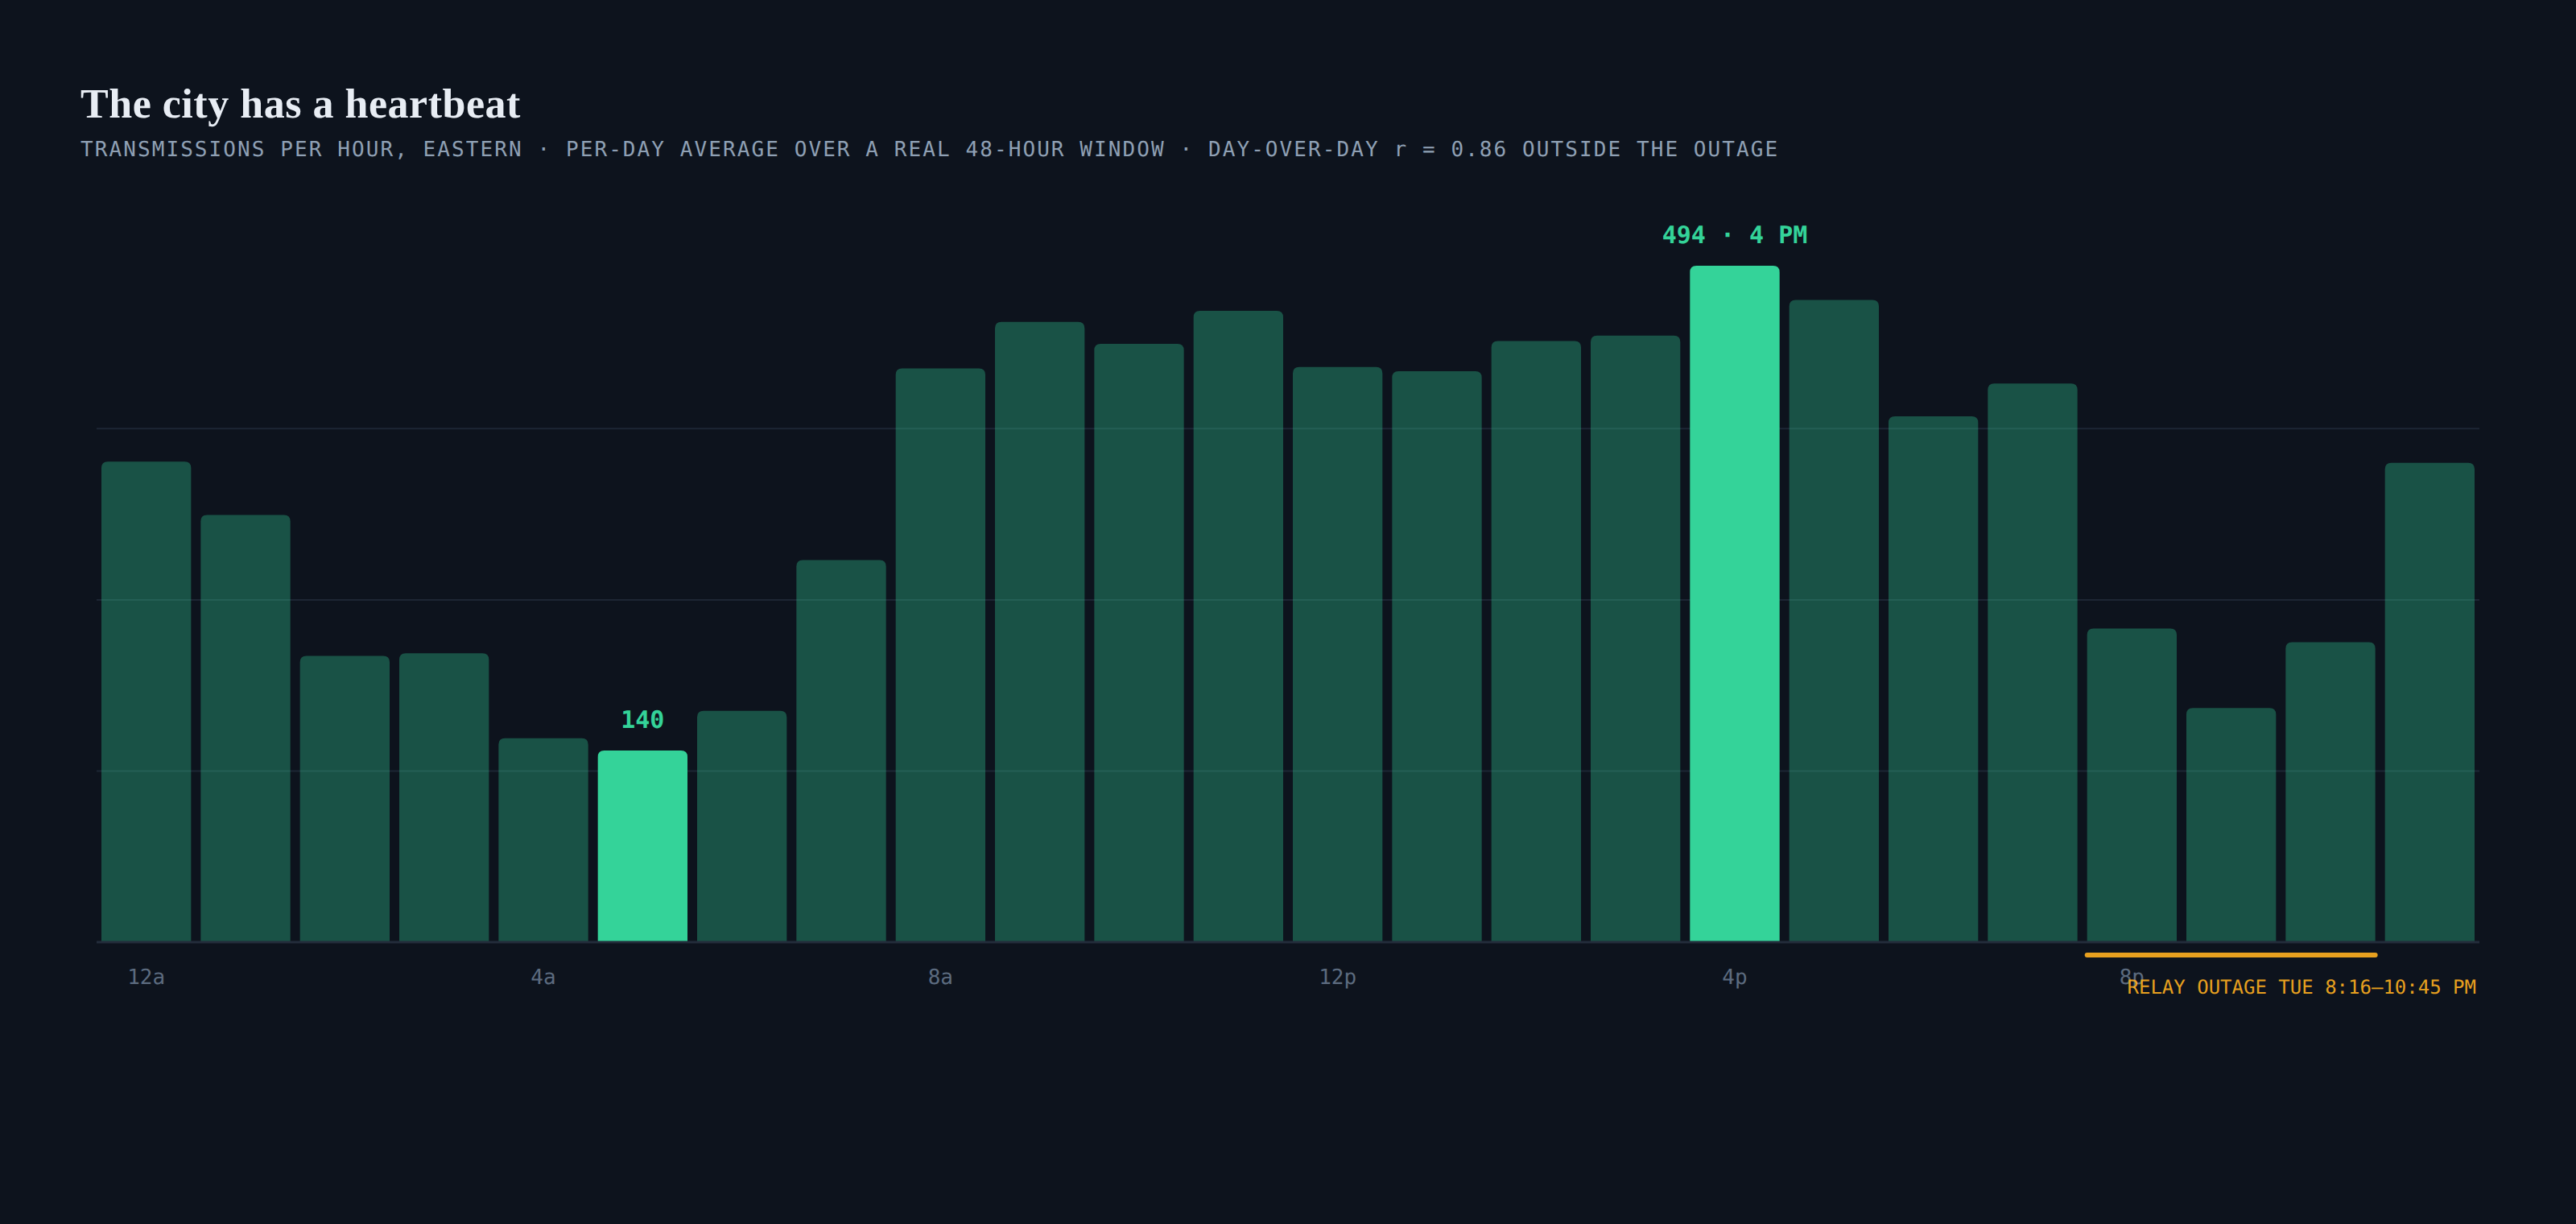 The city has a heartbeat
TRANSMISSIONS PER HOUR, EASTERN · PER-DAY AVERAGE OVER A REAL 48-HOUR WINDOW · DAY-OVER-DAY r = 0.86 OUTSIDE THE OUTAGE
494 · 4 PM
140
12a
4a
8a
12p
4p
8p
RELAY OUTAGE TUE 8:16–10:45 PM